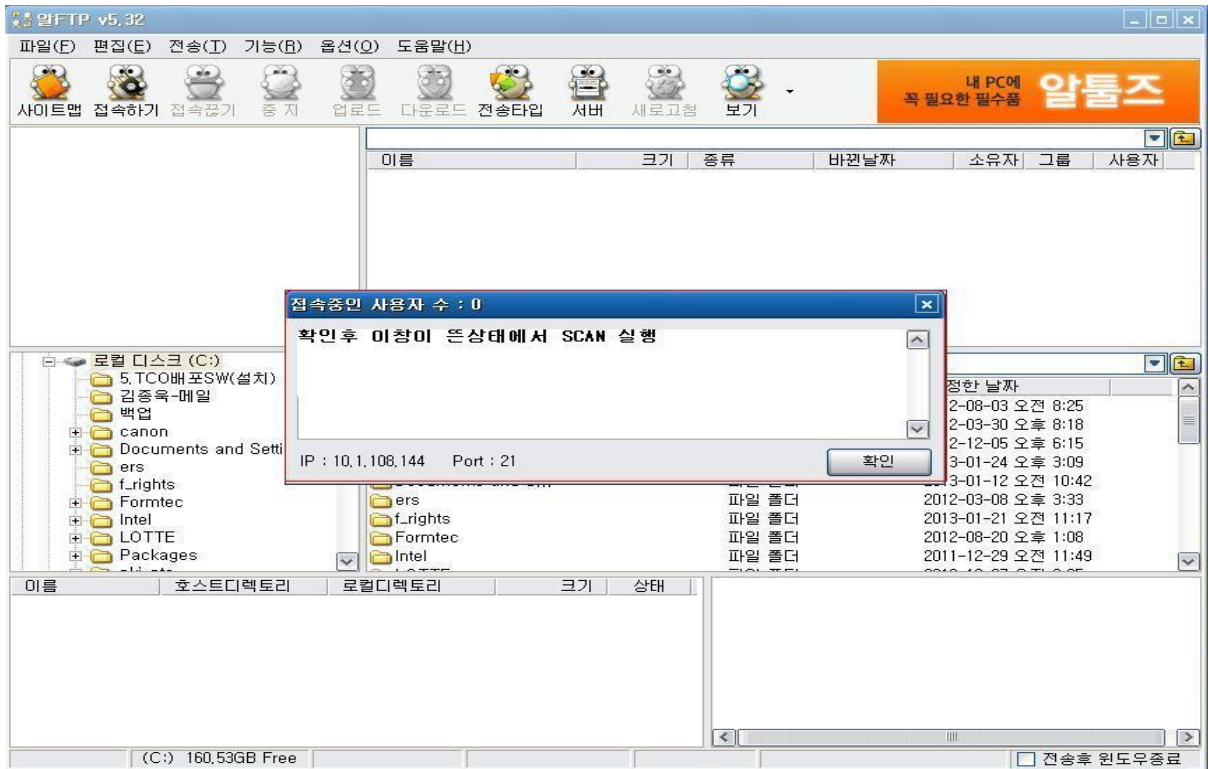 알FTP v5.32
파일(F) 편집(E) 전송(T) 기능(R) 옵션(O) 도움말(H)
사이트맵 접속하기 접속끊기 중 지 업로드 다운로드 전송타입 서버 새로고침 보기
내 PC에
꼭 필요한 필수품
알툴즈
이름 크기 종류 바뀐날짜 소유자 그룹 사용자
접속중인 사용자 수 : 0
확인후 이창이 뜬상태에서 SCAN 실행
IP : 10.1.108.144 Port : 21
확인
로컬 디스크 (C:)
5.TCO배포SW(설치)
김종욱-메일
백업
canon
Documents and Setti
ers
f_rights
Formtec
Intel
LOTTE
Packages
정한 날짜
2-08-03 오전 8:25
2-03-30 오후 8:18
2-12-05 오후 6:15
3-01-24 오후 3:09
3-01-12 오전 10:42
ers 파일 폴더 2012-03-08 오후 3:33
f_rights 파일 폴더 2013-01-21 오전 11:17
Formtec 파일 폴더 2012-08-20 오후 1:08
Intel 파일 폴더 2011-12-29 오전 11:49
이름 호스트디렉토리 로컬디렉토리 크기 상태
(C:) 160,53GB Free
전송후 윈도우종료